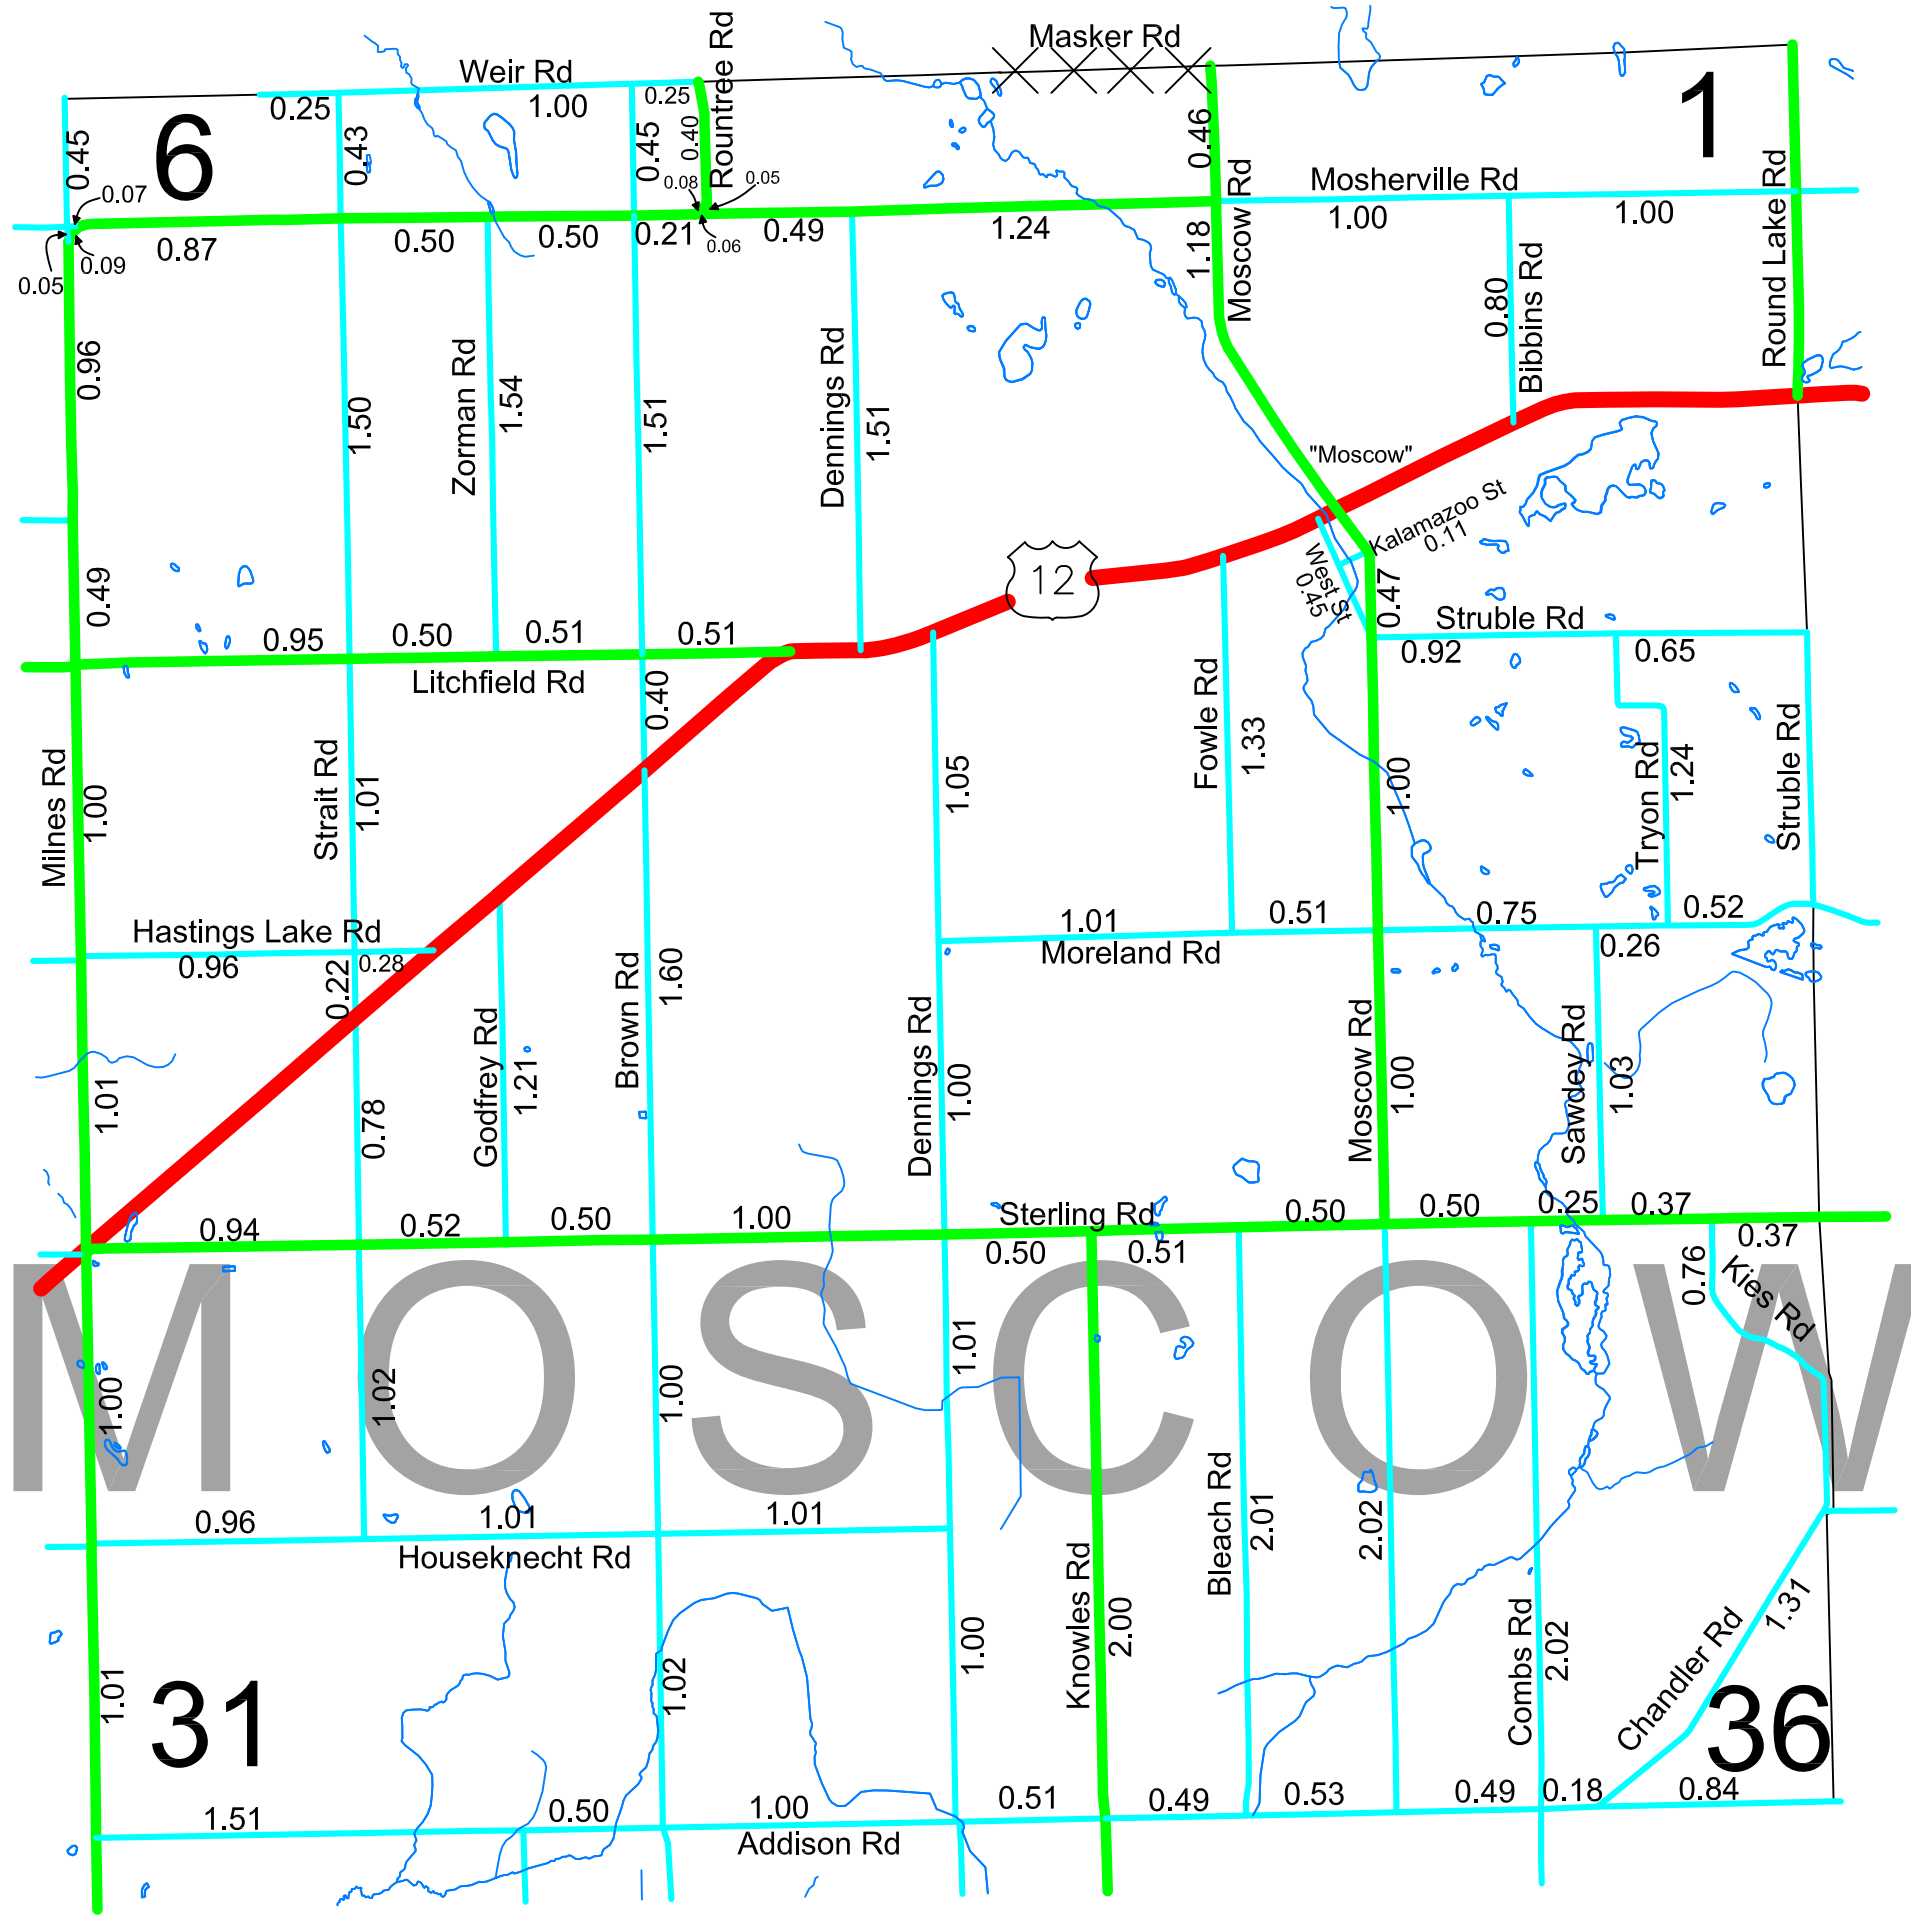 Masker Rd
Weir Rd
Rountree Rd
0.25
1.00
0.25
6
1
0.45
0.43
0.45
0.40
0.46
0.07
0.08
0.05
Moscow Rd
Mosherville Rd
Round Lake Rd
0.87
0.50
0.50
0.21
0.06
0.49
1.24
1.18
1.00
1.00
0.05
0.09
0.96
1.50
Zorman Rd
1.54
1.51
Dennings Rd
1.51
0.80
Bibbins Rd
"Moscow"
Kalamazoo St
0.11
West St
0.45
0.47
12
0.49
0.95
0.50
0.51
0.51
Litchfield Rd
0.40
Struble Rd
0.92
0.65
Milnes Rd
1.00
Strait Rd
1.01
1.05
Fowle Rd
1.33
1.00
Tryon Rd
1.24
Struble Rd
Hastings Lake Rd
0.96
0.22
0.28
1.01
Moreland Rd
0.51
0.75
0.52
0.26
1.01
0.78
Godfrey Rd
1.21
Brown Rd
1.60
Dennings Rd
1.00
Moscow Rd
1.00
Sawdey Rd
1.03
0.94
0.52
0.50
1.00
Sterling Rd
0.50
0.51
0.50
0.50
0.25
0.37
0.37
MOSCOW
1.00
1.02
1.00
1.01
0.76
Kies Rd
0.96
1.01
1.01
Houseknecht Rd
Bleach Rd
2.01
2.02
31
36
1.01
1.02
1.00
Knowles Rd
2.00
Combs Rd
2.02
Chandler Rd
1.31
1.51
0.50
1.00
Addison Rd
0.51
0.49
0.53
0.49
0.18
0.84